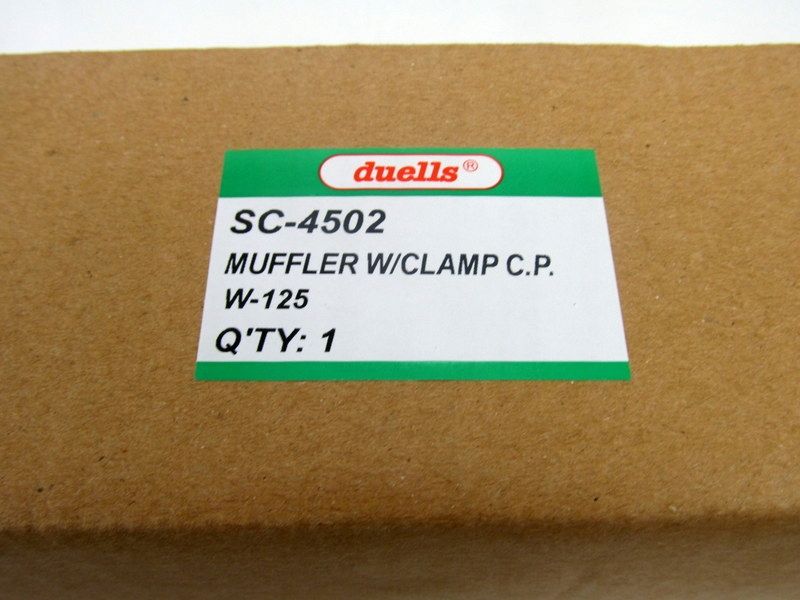 duells®
SC-4502
MUFFLER W/CLAMP C.P.
W-125
Q'TY: 1